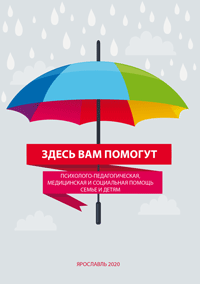 ЗДЕСЬ ВАМ ПОМОГУТ
ПСИХОЛОГО-ПЕДАГОГИЧЕСКАЯ,
МЕДИЦИНСКАЯ И СОЦИАЛЬНАЯ ПОМОЩЬ
СЕМЬЕ И ДЕТЯМ
ЯРОСЛАВЛЬ 2020